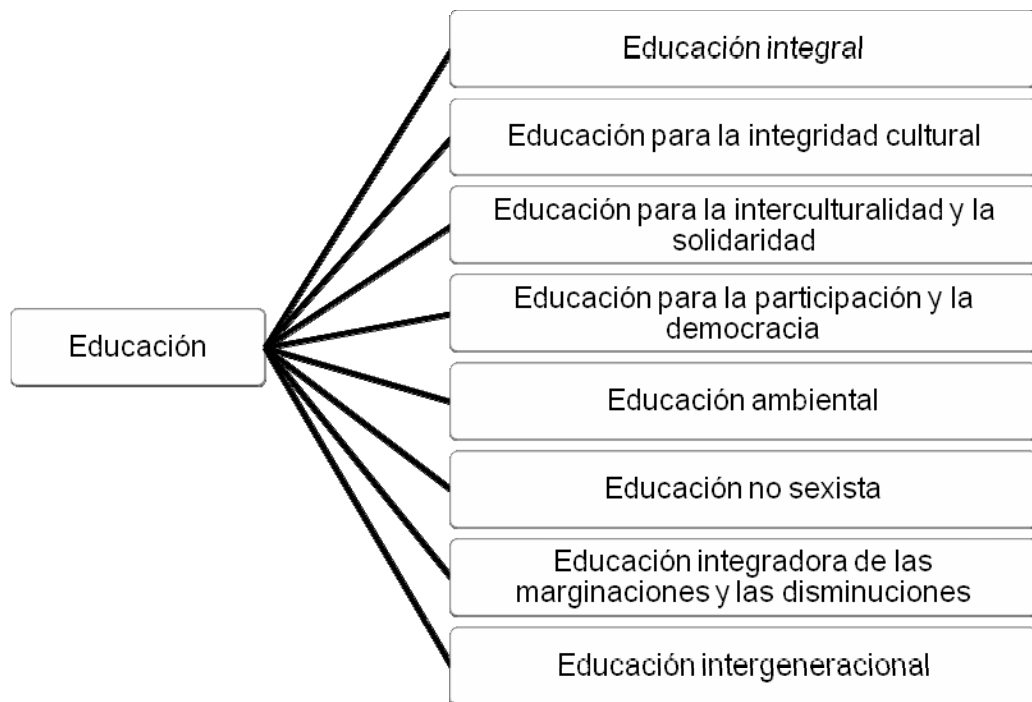 Educación integral
Educación para la integridad cultural
Educación para la interculturalidad y la
solidaridad
Educación para la participación y la
democracia
Educación
Educación ambiental
Educación no sexista
Educación integradora de las
marginaciones y las disminuciones
Educación intergeneracional